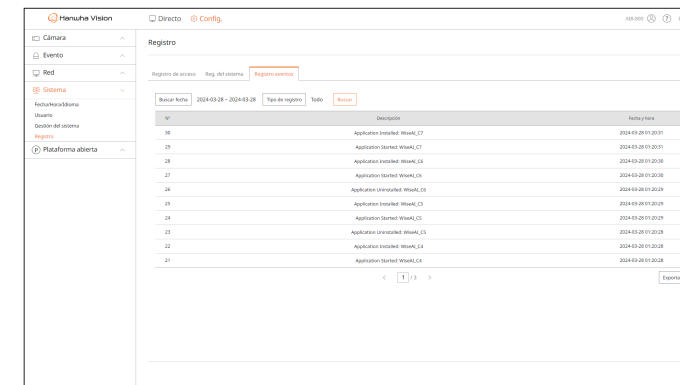 Hanwha Vision
Directo Config.
AIB-800
Cámara
Evento
Red
Sistema
Fecha/Hora/Idioma
Usuario
Gestión del sistema
Registro
Plataforma abierta
Registro
Registro de acceso Reg. del sistema Registro eventos
Buscar fecha 2024-03-28 ~ 2024-03-28 Tipo de registro Todo Buscar
Nº Descripción Fecha y hora
30 Application Installed: WiseAI_C7 2024-03-28 01:20:31
29 Application Started: WiseAI_C7 2024-03-28 01:20:31
28 Application Installed: WiseAI_C6 2024-03-28 01:20:30
27 Application Started: WiseAI_C6 2024-03-28 01:20:30
26 Application Uninstalled: WiseAI_C6 2024-03-28 01:20:29
25 Application Installed: WiseAI_C5 2024-03-28 01:20:29
24 Application Started: WiseAI_C5 2024-03-28 01:20:29
23 Application Uninstalled: WiseAI_C5 2024-03-28 01:20:28
22 Application Installed: WiseAI_C4 2024-03-28 01:20:28
21 Application Started: WiseAI_C4 2024-03-28 01:20:28
< 1 / 3 >
Exporta